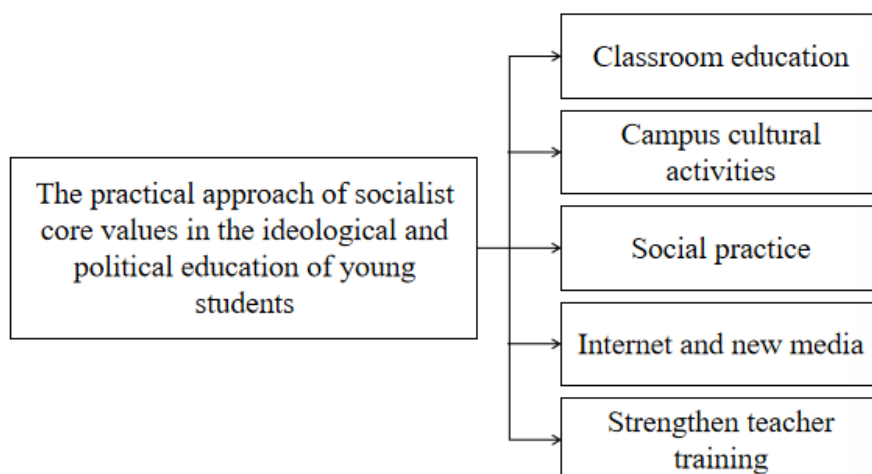 The practical approach of socialist
core values in the ideological and
political education of young
students
Classroom education
Campus cultural
activities
Social practice
Internet and new media
Strengthen teacher
training